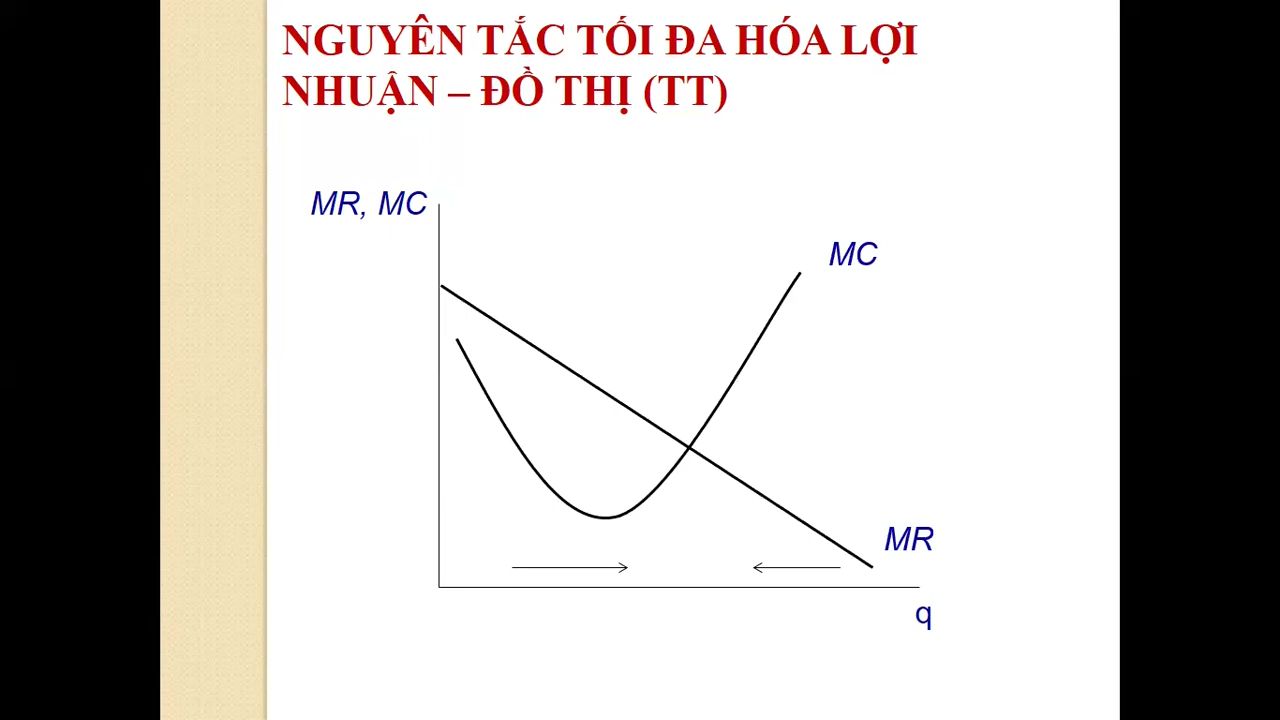 NGUYÊN TẮC TỐI ĐA HÓA LỢI
NHUẬN – ĐỒ THỊ (TT)
MR, MC
MC
MR
q